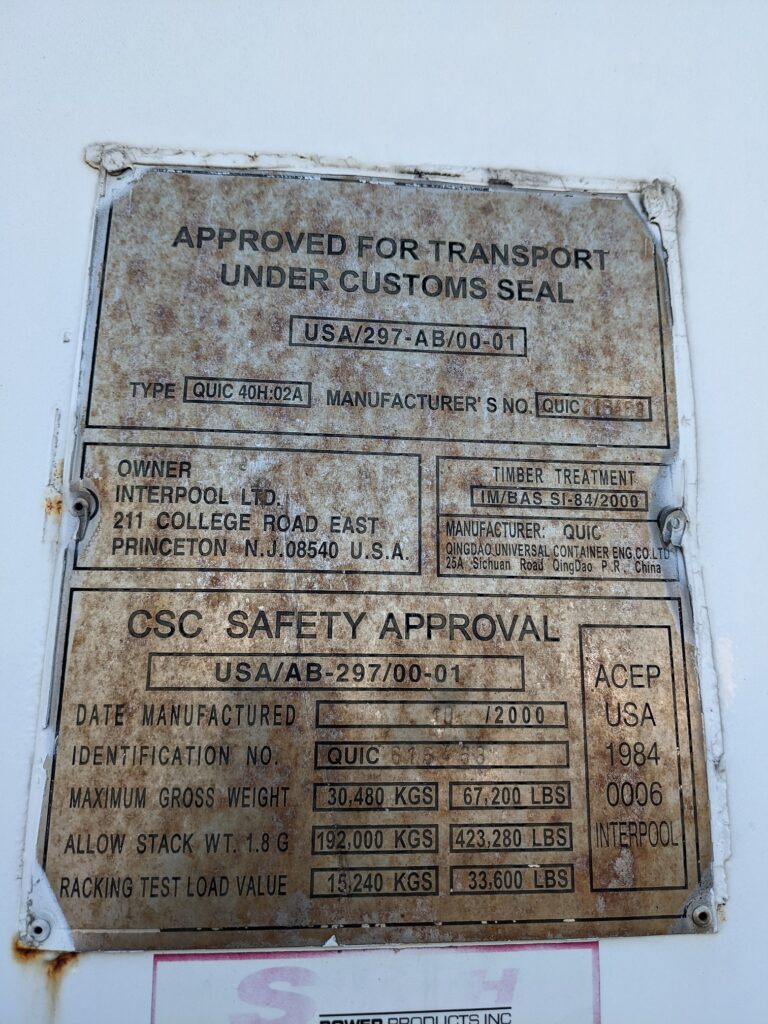 APPROVED FOR TRANSPORT
UNDER CUSTOMS SEAL
USA/297-AB/00-01
TYPE QUIC 40H:02A MANUFACTURER'S NO. QUIC
OWNER
INTERPOOL LTD.
211 COLLEGE ROAD EAST
PRINCETON N.J.08540 U.S.A.
TIMBER TREATMENT
IM/BAS SI-84/2000
MANUFACTURER: QUIC
QINGDAO UNIVERSAL CONTAINER ENG.CO.LTD
25A Sichuan Road QingDao P.R. China
CSC SAFETY APPROVAL
USA/AB-297/00-01
DATE MANUFACTURED 10 /2000
IDENTIFICATION NO. QUIC
MAXIMUM GROSS WEIGHT 30,480 KGS 67,200 LBS
ALLOW STACK WT. 1.8 G 192,000 KGS 423,280 LBS
RACKING TEST LOAD VALUE 15,240 KGS 33,600 LBS
ACEP
USA
1984
0006
INTERPOOL
POWER PRODUCTS INC